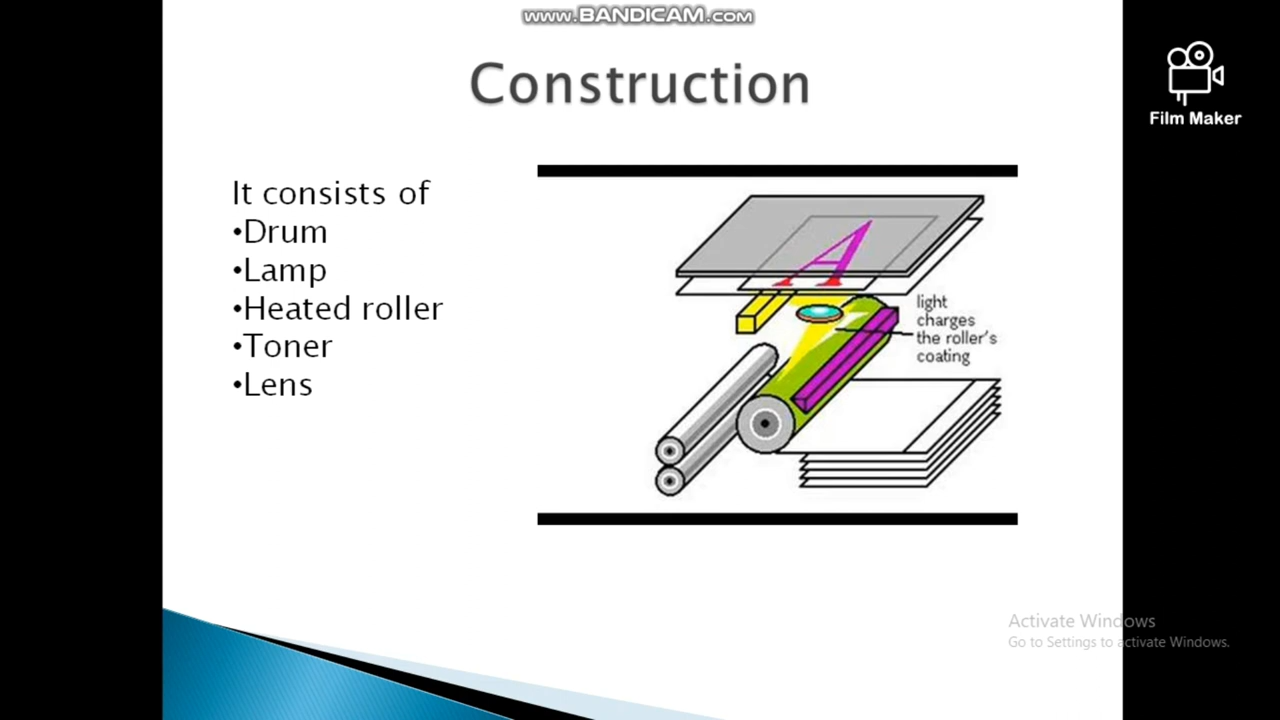 www.BANDICAM.com
Construction
Film Maker
It consists of
•Drum
•Lamp
•Heated roller
•Toner
•Lens
A
light
charges
the roller's
coating
Activate Windows
Go to Settings to activate Windows.